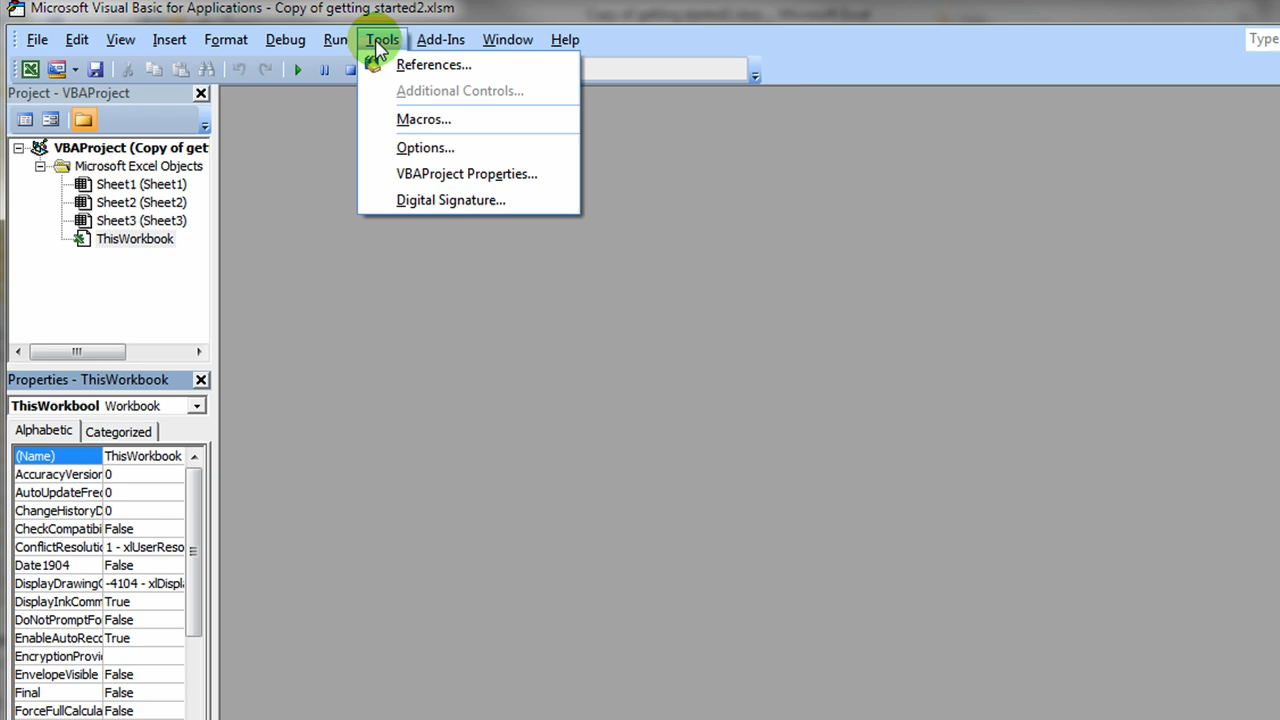 Microsoft Visual Basic for Applications - Copy of getting started2.xlsm
File Edit View Insert Format Debug Run Tools Add-Ins Window Help
Type
References...
Additional Controls...
Macros...
Options...
VBAProject Properties...
Digital Signature...
Project - VBAProject
VBAProject (Copy of get
Microsoft Excel Objects
Sheet1 (Sheet1)
Sheet2 (Sheet2)
Sheet3 (Sheet3)
ThisWorkbook
Properties - ThisWorkbook
ThisWorkbool Workbook
Alphabetic Categorized
(Name) ThisWorkbook
AccuracyVersion 0
AutoUpdateFreq 0
ChangeHistoryD 0
CheckCompatibi False
ConflictResolutic 1 - xlUserReso
Date1904 False
DisplayDrawingC -4104 - xlDispl
DisplayInkComm True
DoNotPromptFo False
EnableAutoReco True
EncryptionProvi
EnvelopeVisible False
Final False
ForceFullCalcula False